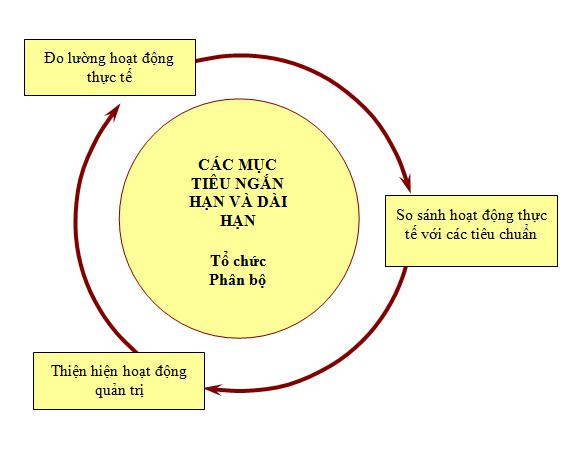 Đo lường hoạt động
thực tế
CÁC MỤC
TIÊU NGẮN
HẠN VÀ DÀI
HẠN
Tổ chức
Phân bộ
So sánh hoạt động thực
tế với các tiêu chuẩn
Thiện hiện hoạt động
quản trị